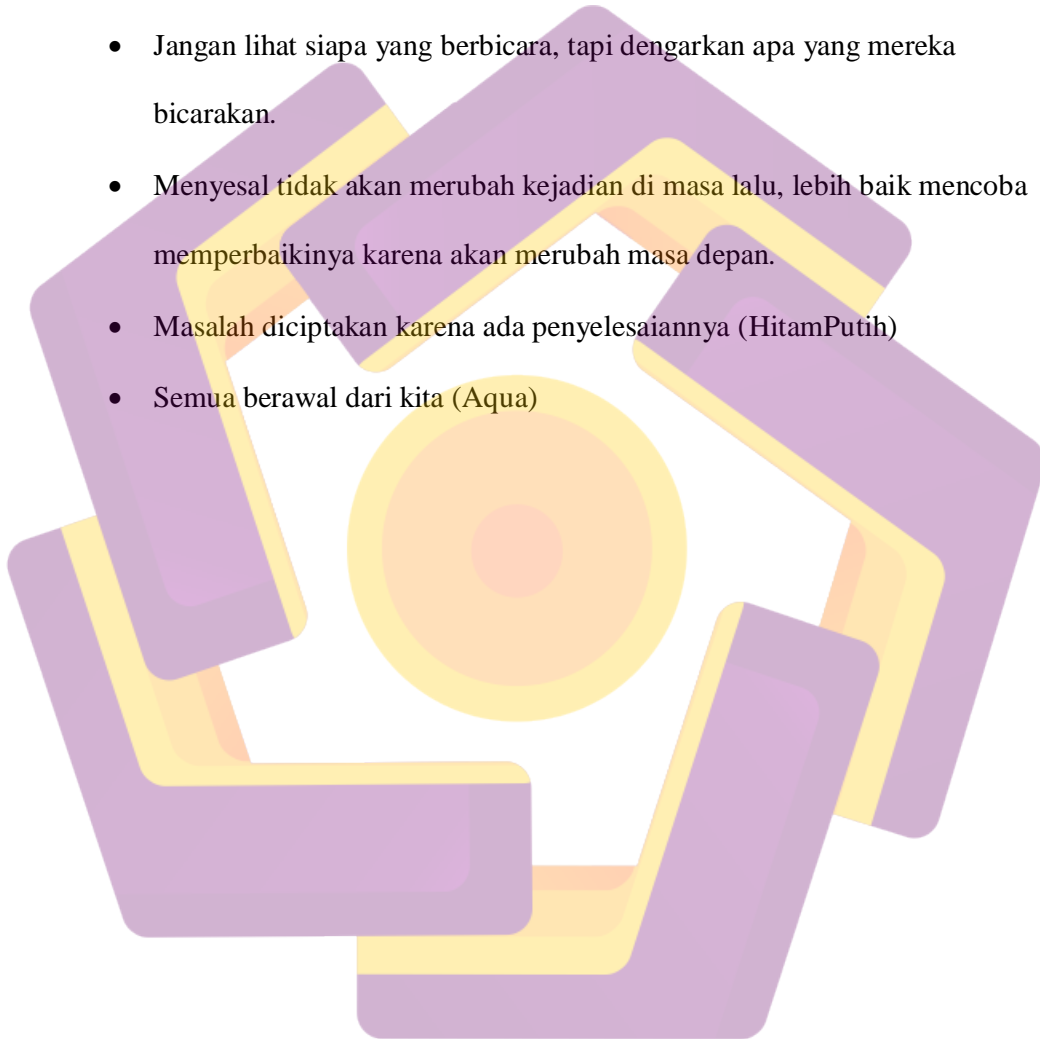 • Jangan lihat siapa yang berbicara, tapi dengarkan apa yang mereka
bicarakan.
• Menyesal tidak akan merubah kejadian di masa lalu, lebih baik mencoba
memperbaikinya karena akan merubah masa depan.
• Masalah diciptakan karena ada penyelesaiannya (HitamPutih)
• Semua berawal dari kita (Aqua)